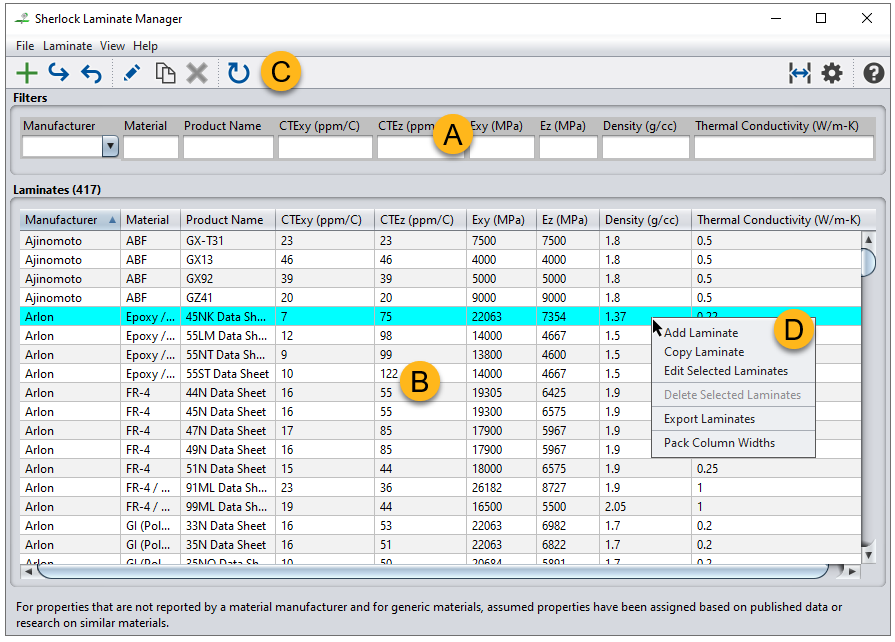 Sherlock Laminate Manager
File Laminate View Help
C
Filters
Manufacturer Material Product Name CTExy (ppm/C) CTEz (ppm A Exy (MPa) Ez (MPa) Density (g/cc) Thermal Conductivity (W/m-K)
Laminates (417)
Manufacturer Material Product Name CTExy (ppm/C) CTEz (ppm/C) Exy (MPa) Ez (MPa) Density (g/cc) Thermal Conductivity (W/m-K)
Ajinomoto ABF GX-T31 23 23 7500 7500 1.8 0.5
Ajinomoto ABF GX13 46 46 4000 4000 1.8 0.5
Ajinomoto ABF GX92 39 39 5000 5000 1.8 0.5
Ajinomoto ABF GZ41 20 20 9000 9000 1.8 0.5
Arlon Epoxy /... 45NK Data Sh... 7 75 22063 7354 1.37 0.22
Arlon Epoxy /... 55LM Data Sh... 12 98 14000 4667 1.5 Add Laminate D
Arlon Epoxy /... 55NT Data Sh... 9 99 13800 4600 1.5 Copy Laminate
Arlon Epoxy /... 55ST Data Sheet 10 122 B 14000 4667 1.5 Edit Selected Laminates
Arlon FR-4 44N Data Sheet 16 55 19305 6425 1.9 Delete Selected Laminates
Arlon FR-4 45N Data Sheet 16 55 19300 6575 1.9 Export Laminates
Arlon FR-4 47N Data Sheet 17 85 17900 5967 1.9 Pack Column Widths
Arlon FR-4 49N Data Sheet 16 85 17900 5967 1.9
Arlon FR-4 51N Data Sheet 15 44 18000 6575 1.9 0.25
Arlon FR-4 / ... 91ML Data Sh... 23 36 26182 8727 1.9 1
Arlon FR-4 / ... 99ML Data Sh... 19 44 16500 5500 2.05 1
Arlon GI (Pol... 33N Data Sheet 16 53 22063 6982 1.7 0.2
Arlon GI (Pol... 35N Data Sheet 16 51 22063 6822 1.7 0.2
Arlon GI (Pol... 35NQ Data Sh... 10 50 20684 5891 1.7 0.2
For properties that are not reported by a material manufacturer and for generic materials, assumed properties have been assigned based on published data or
research on similar materials.